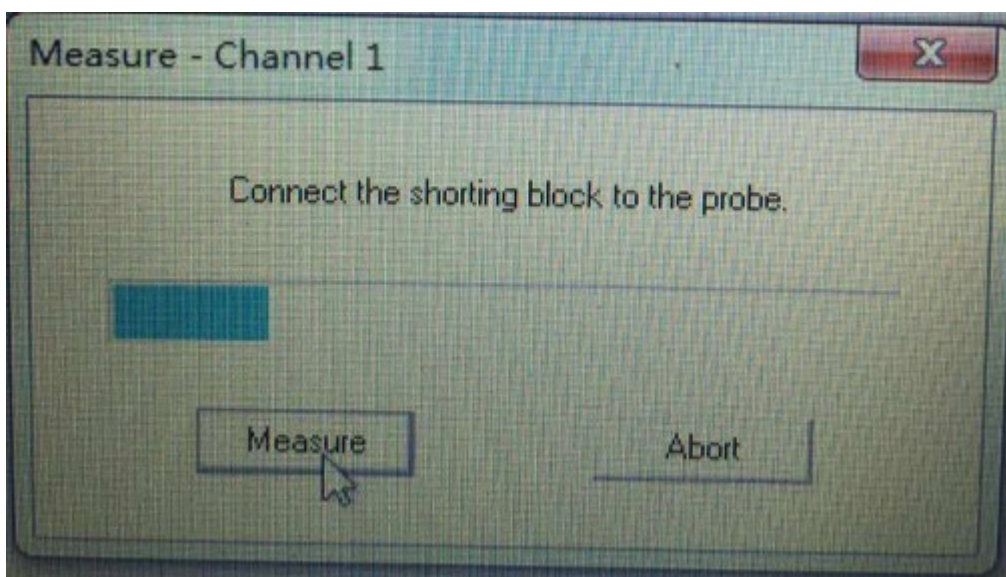 Measure - Channel 1
Connect the shorting block to the probe.
Measure
Abort